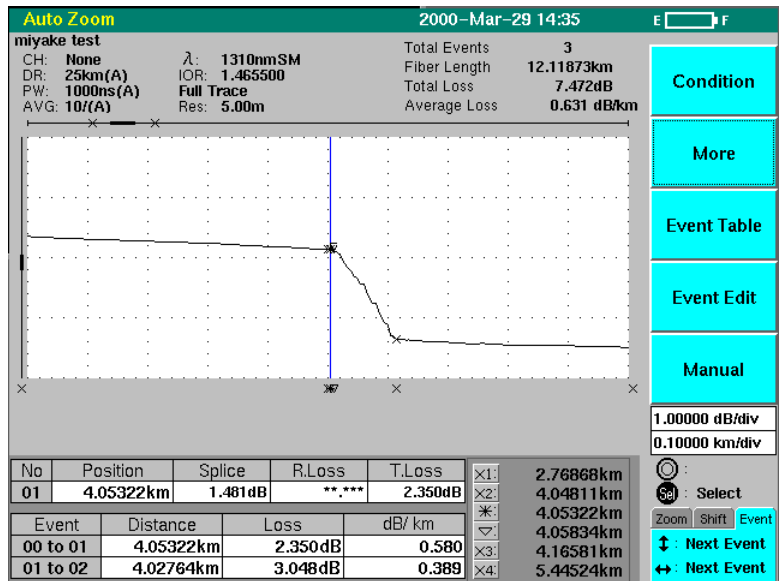 Auto Zoom 2000-Mar-29 14:35 E F
miyake test
CH: None λ: 1310nmSM
DR: 25km(A) IOR: 1.465500
PW: 1000ns(A) Full Trace
AVG: 10/(A) Res: 5.00m
Total Events 3
Fiber Length 12.11873km
Total Loss 7.472dB
Average Loss 0.631 dB/km
Condition
More
Event Table
Event Edit
Manual
1.00000 dB/div
0.10000 km/div
No Position Splice R.Loss T.Loss
01 4.05322km 1.481dB **.*** 2.350dB
Event Distance Loss dB/ km
00 to 01 4.05322km 2.350dB 0.580
01 to 02 4.02764km 3.048dB 0.389
×1: 2.76868km
×2: 4.04811km
✳: 4.05322km
▽: 4.05834km
×3: 4.16581km
×4: 5.44524km
◎ :
Sel : Select
Zoom Shift Event
↕ : Next Event
↔ : Next Event